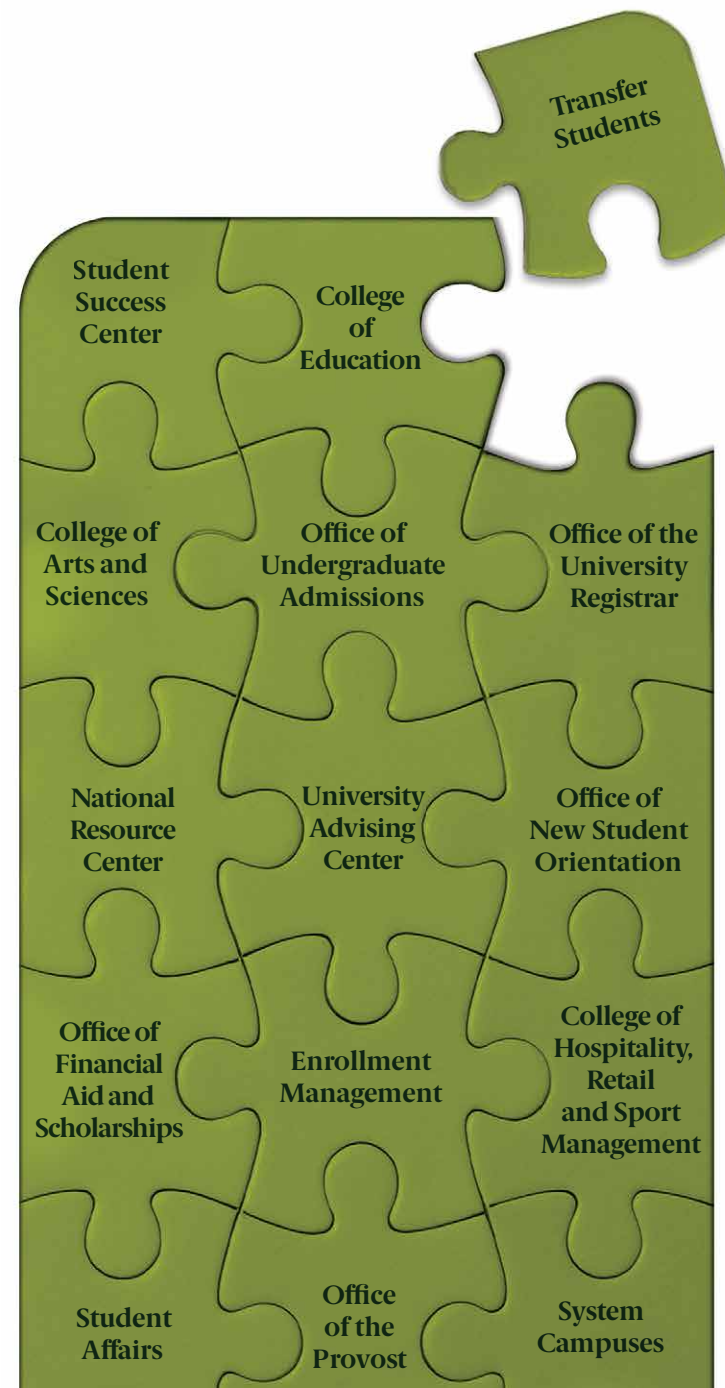 Transfer
Students
Student
Success
Center
College
of
Education
College of
Arts and
Sciences
Office of
Undergraduate
Admissions
Office of the
University
Registrar
National
Resource
Center
University
Advising
Center
Office of
New Student
Orientation
Office of
Financial
Aid and
Scholarships
Enrollment
Management
College of
Hospitality,
Retail
and Sport
Management
Student
Affairs
Office
of the
Provost
System
Campuses